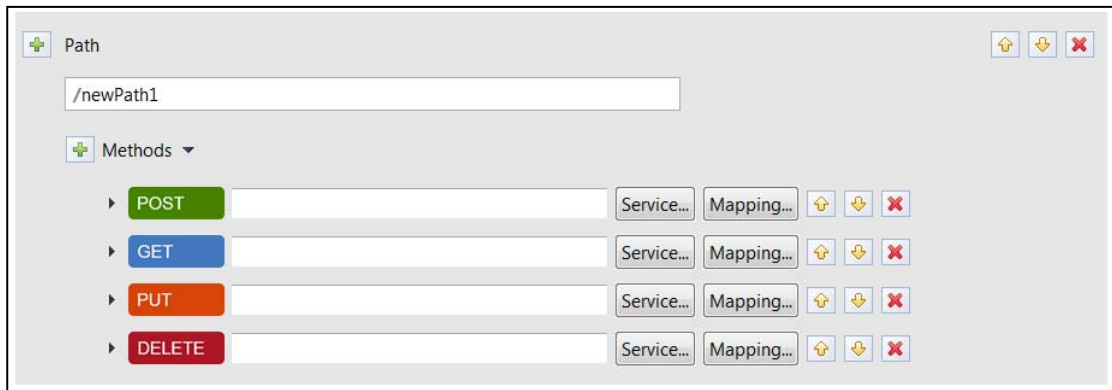 Path
/newPath1
Methods
POST Service... Mapping...
GET Service... Mapping...
PUT Service... Mapping...
DELETE Service... Mapping...